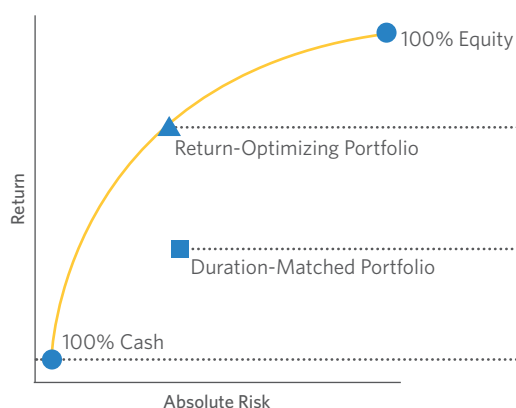 100% Equity
Return-Optimizing Portfolio
Return
Duration-Matched Portfolio
100% Cash
Absolute Risk